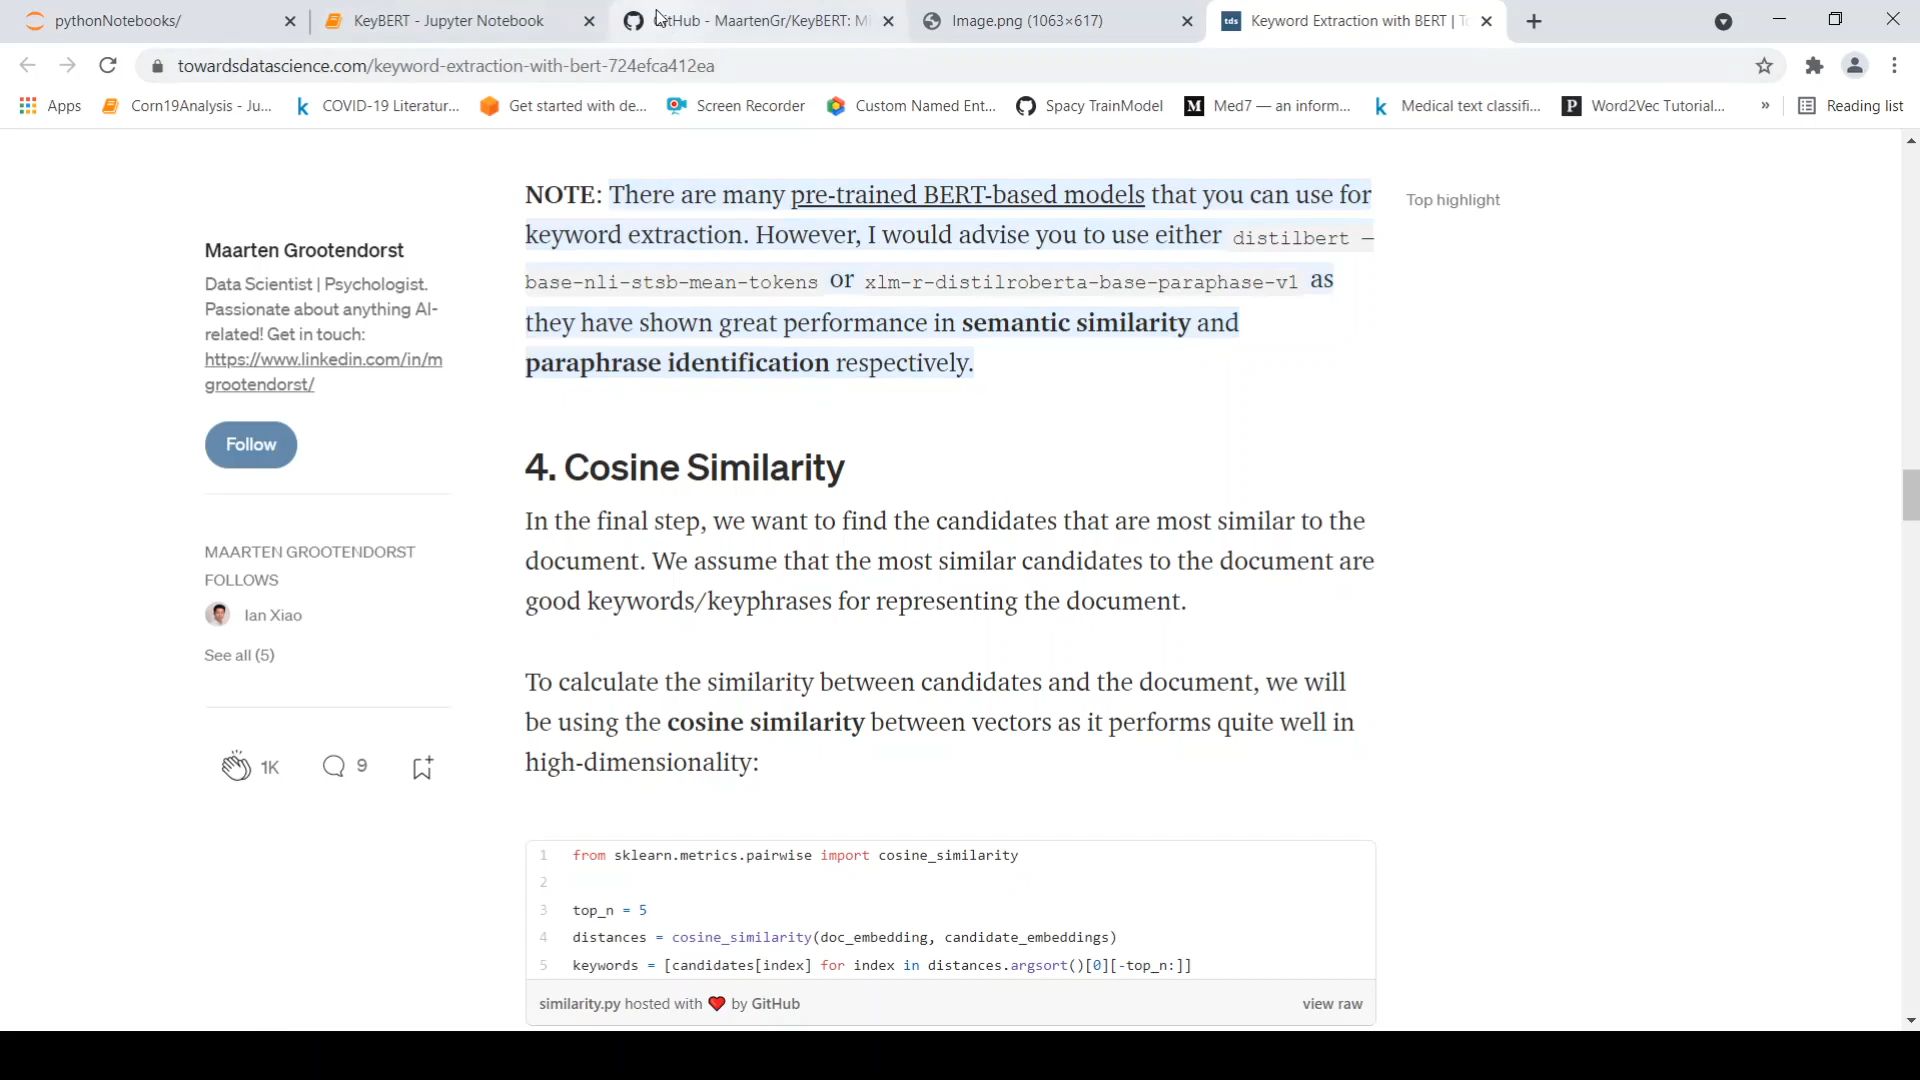 pythonNotebooks/
KeyBERT - Jupyter Notebook
GitHub - MaartenGr/KeyBERT: Mi
Image.png (1063×617)
tds Keyword Extraction with BERT | To
towardsdatascience.com/keyword-extraction-with-bert-724efca412ea
Apps
Corn19Analysis - Ju...
k COVID-19 Literatur...
Get started with de...
Screen Recorder
Custom Named Ent...
Spacy TrainModel
M Med7 — an inform...
k Medical text classifi...
P Word2Vec Tutorial...
»
Reading list
Maarten Grootendorst
Data Scientist | Psychologist.
Passionate about anything AI-
related! Get in touch:
https://www.linkedin.com/in/m
grootendorst/
Follow
MAARTEN GROOTENDORST
FOLLOWS
Ian Xiao
See all (5)
1K
9
NOTE: There are many pre-trained BERT-based models that you can use for
keyword extraction. However, I would advise you to use either distilbert —
base-nli-stsb-mean-tokens or xlm-r-distilroberta-base-paraphase-v1 as
they have shown great performance in semantic similarity and
paraphrase identification respectively.
Top highlight
4. Cosine Similarity
In the final step, we want to find the candidates that are most similar to the
document. We assume that the most similar candidates to the document are
good keywords/keyphrases for representing the document.
To calculate the similarity between candidates and the document, we will
be using the cosine similarity between vectors as it performs quite well in
high-dimensionality:
1 from sklearn.metrics.pairwise import cosine_similarity
2
3 top_n = 5
4 distances = cosine_similarity(doc_embedding, candidate_embeddings)
5 keywords = [candidates[index] for index in distances.argsort()[0][-top_n:]]
similarity.py hosted with ❤ by GitHub
view raw